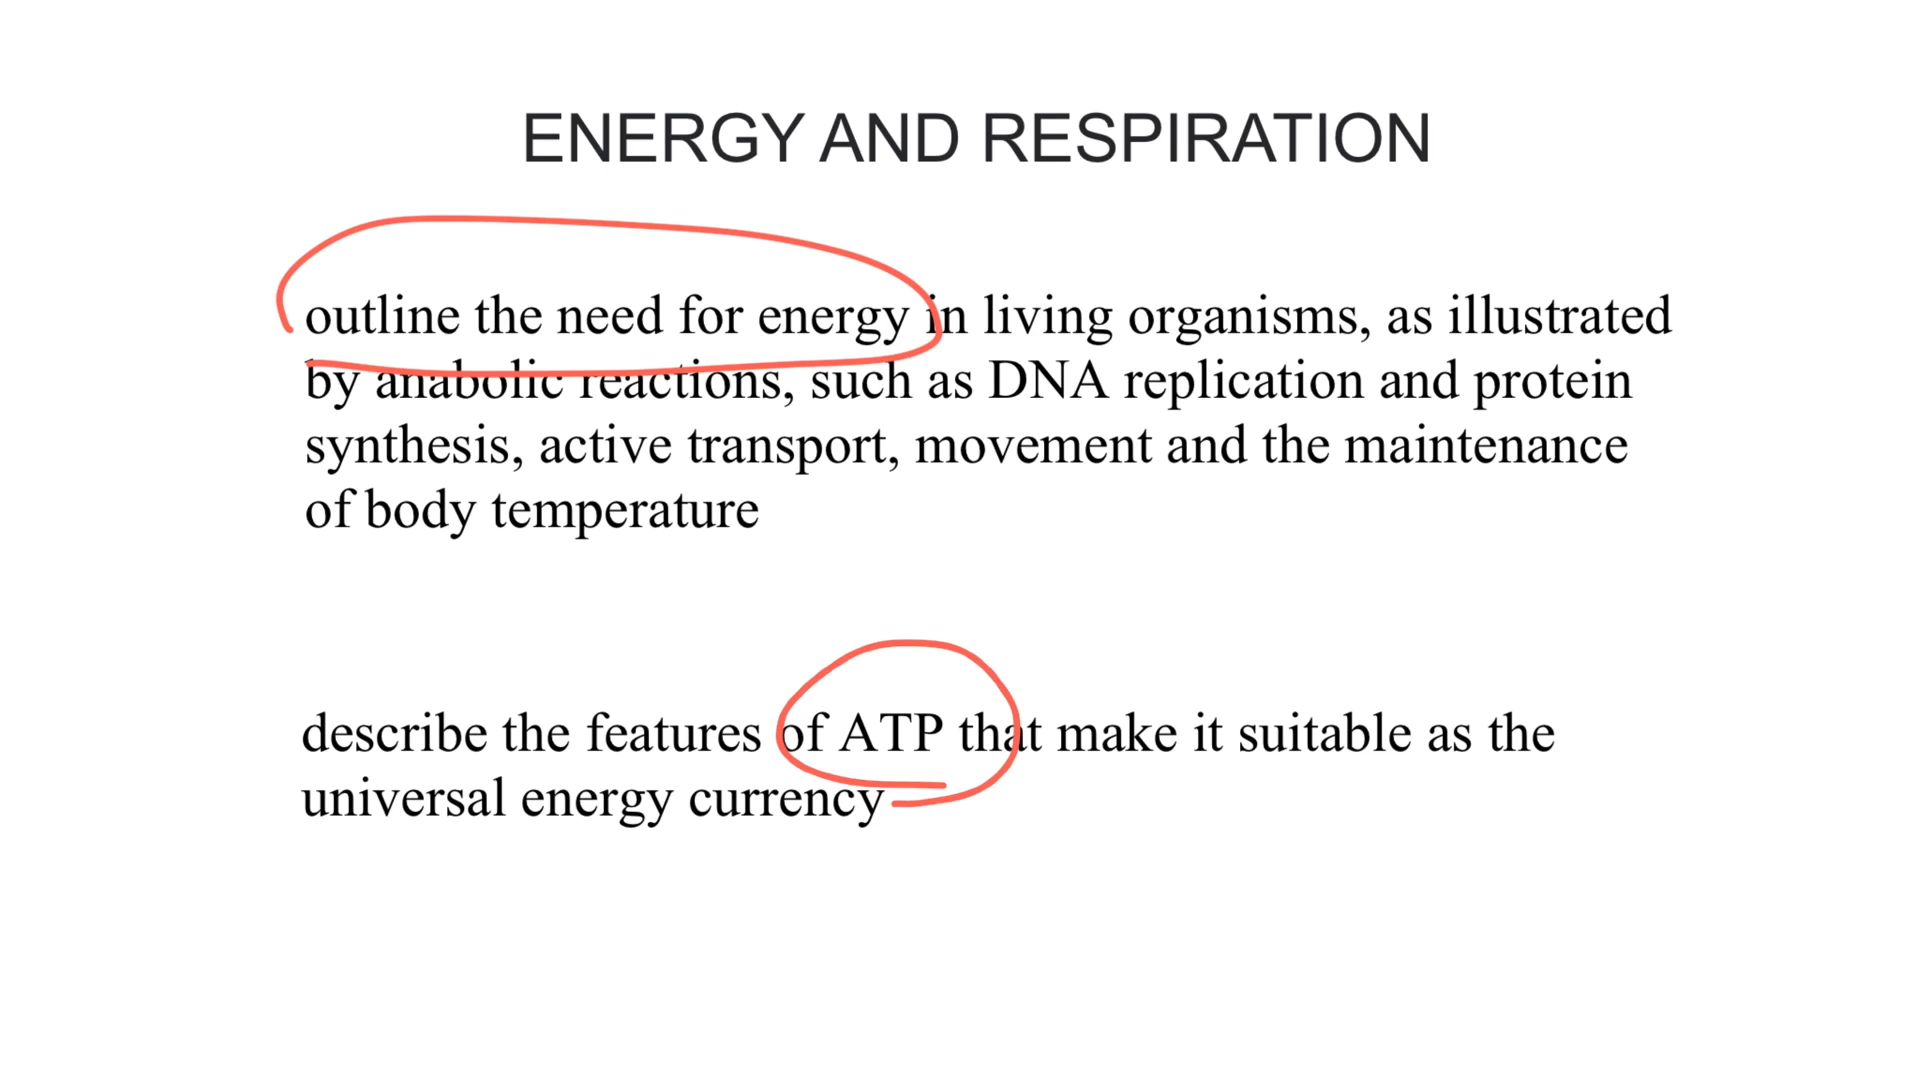 ENERGY AND RESPIRATION
outline the need for energy in living organisms, as illustrated
by anabolic reactions, such as DNA replication and protein
synthesis, active transport, movement and the maintenance
of body temperature
describe the features of ATP that make it suitable as the
universal energy currency